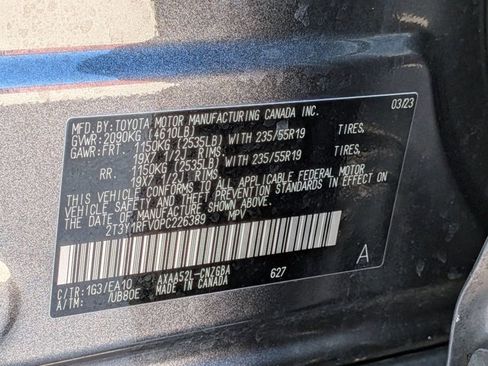 MFD.BY:TOYOTA MOTOR MANUFACTURING CANADA INC. 03/23
GVWR: 2090KG (4610LB)
GAWR:FRT. 1150KG (2535LB) WITH 235/55R19 TIRES,
19X7 1/2J RIMS
RR. 1150KG (2535LB) WITH 235/55R19 TIRES,
19X7 1/2J RIMS
THIS VEHICLE CONFORMS TO ALL APPLICABLE FEDERAL MOTOR
VEHICLE SAFETY AND THEFT PREVENTION STANDARDS IN EFFECT ON
THE DATE OF MANUFACTURE SHOWN ABOVE.
2T3Y1RFV0PC226389 MPV
A
C/TR:1G3/EA10 AXAA52L-CNZGBA 627
A/TM: /UB80E MADE IN CANADA